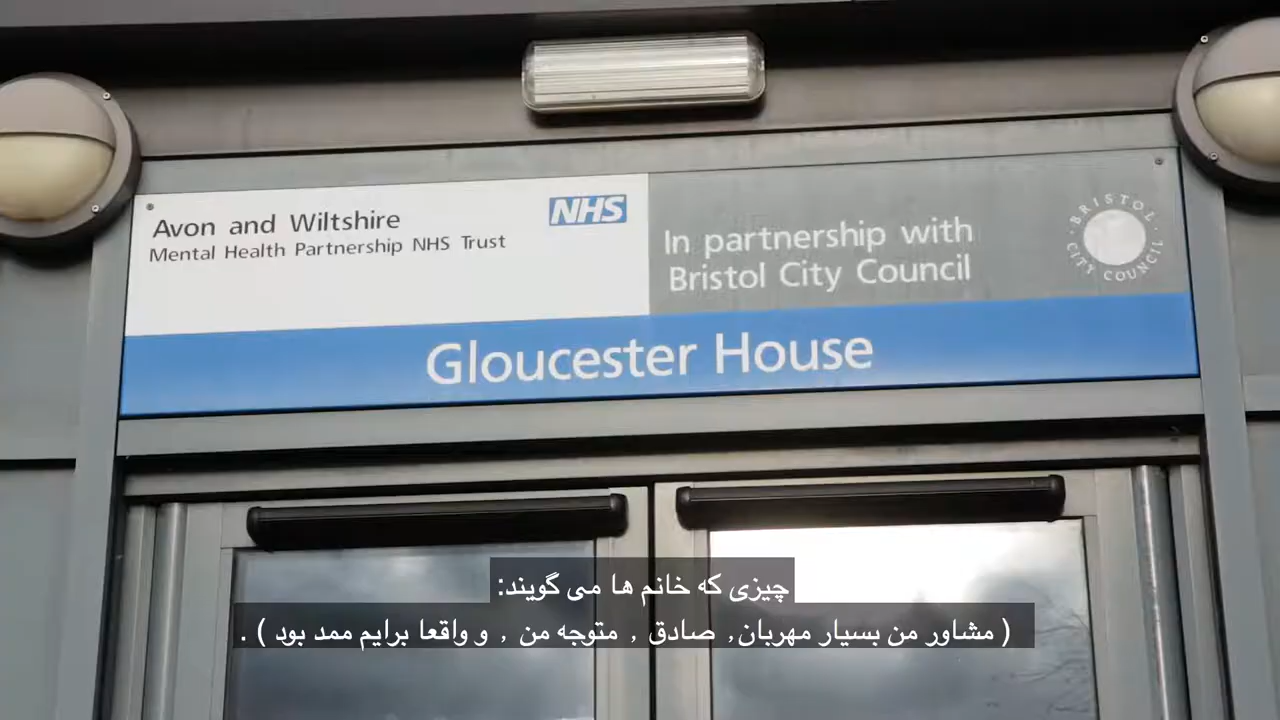 Avon and Wiltshire
Mental Health Partnership NHS Trust
NHS
In partnership with
Bristol City Council
BRISTOL CITY COUNCIL
Gloucester House
چیزی که خانم ها می گویند:
( مشاور من بسیار مهربان, صادق , متوجه من , و واقعا برایم ممد بود ) .